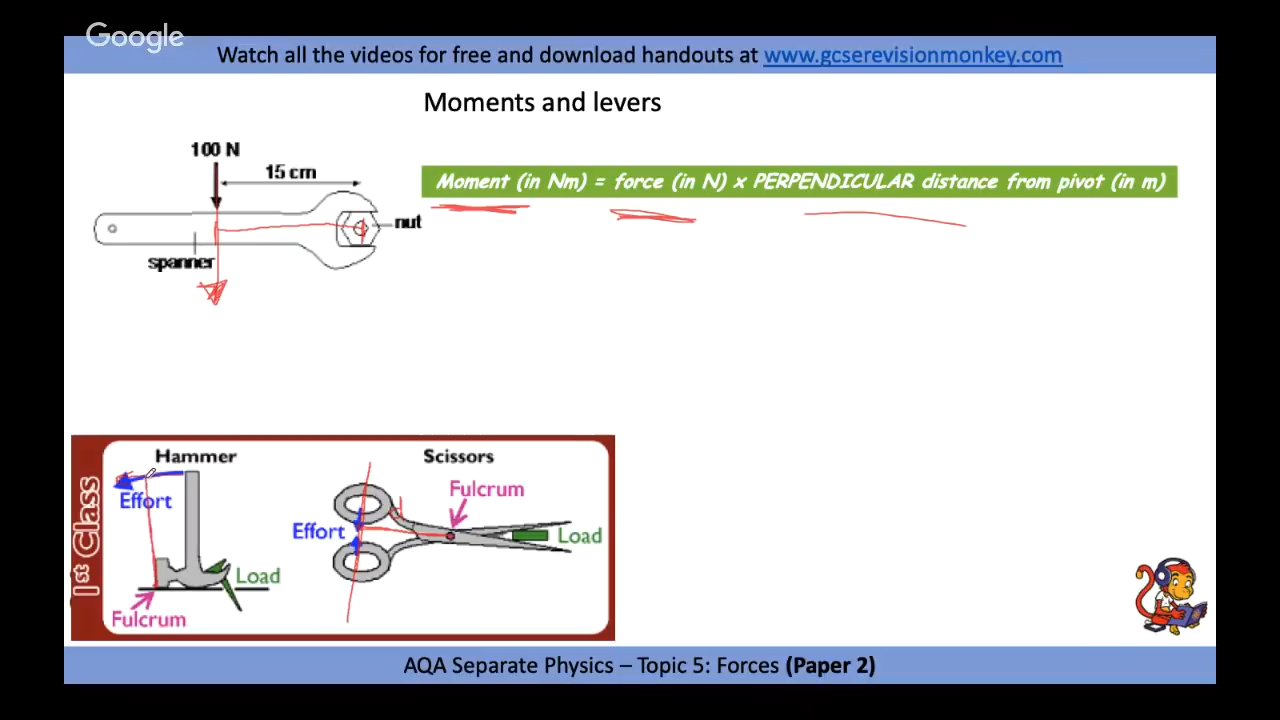 Google
Watch all the videos for free and download handouts at www.gcserevisionmonkey.com
Moments and levers
100 N
15 cm
Moment (in Nm) = force (in N) x PERPENDICULAR distance from pivot (in m)
nut
spanner
1st Class
Hammer
Effort
Load
Fulcrum
Scissors
Fulcrum
Effort
Load
AQA Separate Physics – Topic 5: Forces (Paper 2)